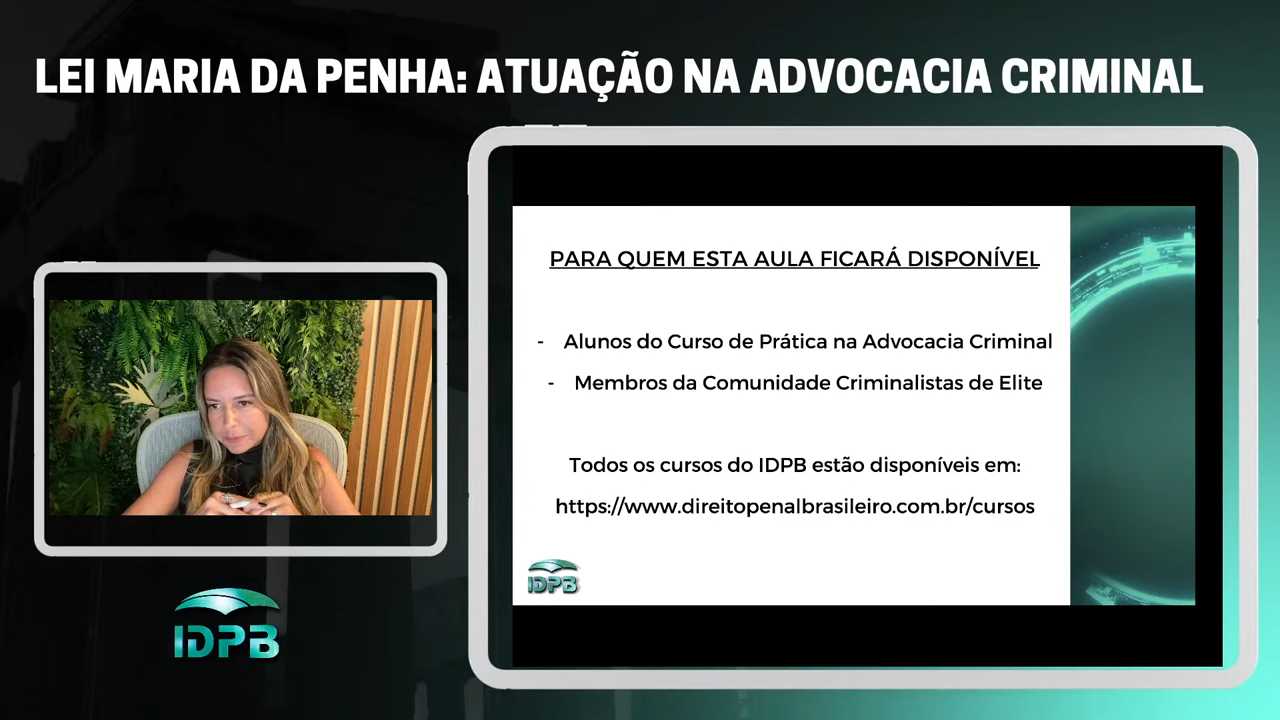 LEI MARIA DA PENHA: ATUAÇÃO NA ADVOCACIA CRIMINAL
PARA QUEM ESTA AULA FICARÁ DISPONÍVEL
- Alunos do Curso de Prática na Advocacia Criminal
- Membros da Comunidade Criminalistas de Elite
Todos os cursos do IDPB estão disponíveis em:
https://www.direitopenalbrasileiro.com.br/cursos
IDPB
IDPB